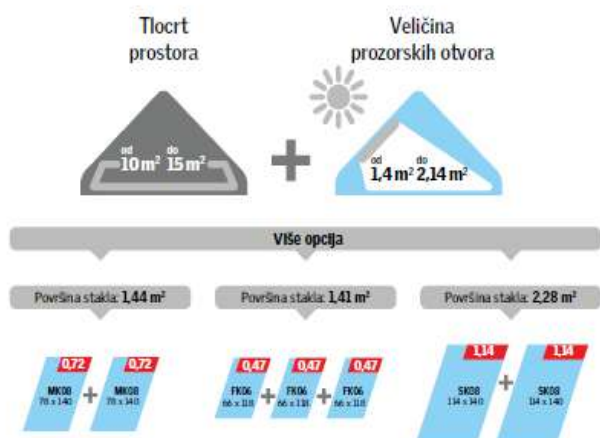 Tlocrt
prostora
Veličina
prozorskih otvora
od do
10 m² 15 m²
+
od do
1,4 m² 2,14 m²
Više opcija
Površina stakla: 1,44 m²
Površina stakla: 1,41 m²
Površina stakla: 2,28 m²
0,72 0,72
MK08 + MK08
78 x 140 78 x 140
0,47 0,47 0,47
FK06 + FK06 + FK06
66 x 118 66 x 118 66 x 118
1,14 1,14
SK08 + SK08
114 x 140 114 x 140